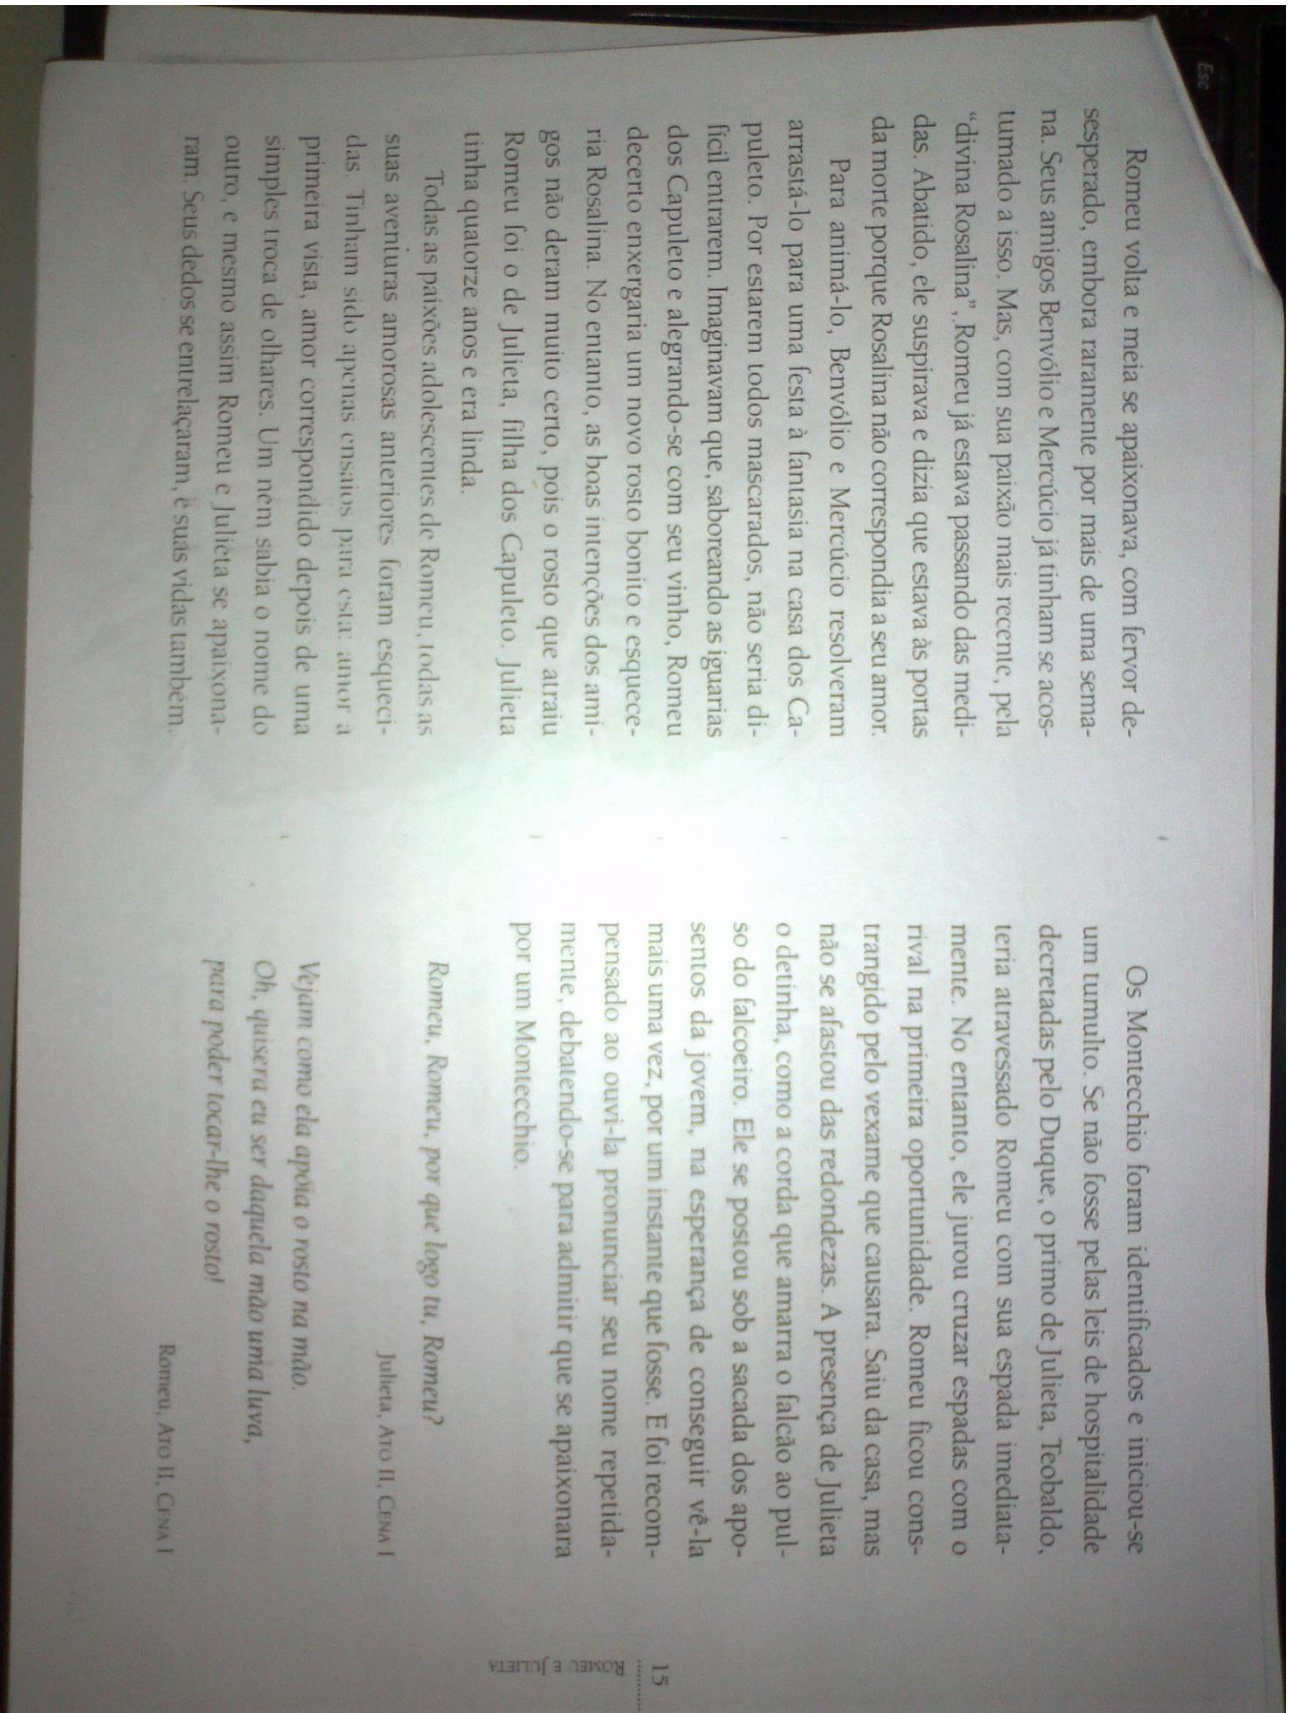 Romeu volta e meia se apaixonava, com fervor de-
sesperado, embora raramente por mais de uma sema-
na. Seus amigos Benvólio e Mercúcio já tinham se acos-
tumado a isso. Mas, com sua paixão mais recente, pela
“divina Rosalina”, Romeu já estava passando das medi-
das. Abatido, ele suspirava e dizia que estava às portas
da morte porque Rosalina não correspondia a seu amor.
Para animá-lo, Benvólio e Mercúcio resolveram
arrastá-lo para uma festa à fantasia na casa dos Ca-
puleto. Por estarem todos mascarados, não seria di-
fícil entrarem. Imaginavam que, saboreando as iguarias
dos Capuleto e alegrando-se com seu vinho, Romeu
decerto enxergaria um novo rosto bonito e esquece-
ria Rosalina. No entanto, as boas intenções dos ami-
gos não deram muito certo, pois o rosto que atraiu
Romeu foi o de Julieta, filha dos Capuleto. Julieta
tinha quatorze anos e era linda.
Todas as paixões adolescentes de Romeu, todas as
suas aventuras amorosas anteriores foram esqueci-
das. Tinham sido apenas ensaios para esta: amor à
primeira vista, amor correspondido depois de uma
simples troca de olhares. Um nem sabia o nome do
outro, e mesmo assim Romeu e Julieta se apaixona-
ram. Seus dedos se entrelaçaram, e suas vidas também.
Os Montecchio foram identificados e iniciou-se
um tumulto. Se não fosse pelas leis de hospitalidade
decretadas pelo Duque, o primo de Julieta, Teobaldo,
teria atravessado Romeu com sua espada imediata-
mente. No entanto, ele jurou cruzar espadas com o
rival na primeira oportunidade. Romeu ficou cons-
trangido pelo vexame que causara. Saiu da casa, mas
não se afastou das redondezas. A presença de Julieta
o detinha, como a corda que amarra o falcão ao pul-
so do falcoeiro. Ele se postou sob a sacada dos apo-
sentos da jovem, na esperança de conseguir vê-la
mais uma vez, por um instante que fosse. E foi recom-
pensado ao ouvi-la pronunciar seu nome repetida-
mente, debatendo-se para admitir que se apaixonara
por um Montecchio.
Romeu, Romeu, por que logo tu, Romeu?
Julieta, Ato II, Cena I
Vejam como ela apóia o rosto na mão.
Oh, quisera eu ser daquela mão uma luva,
para poder tocar-lhe o rosto!
Romeu, Ato II, Cena I
15
Romeu e Julieta
Esc